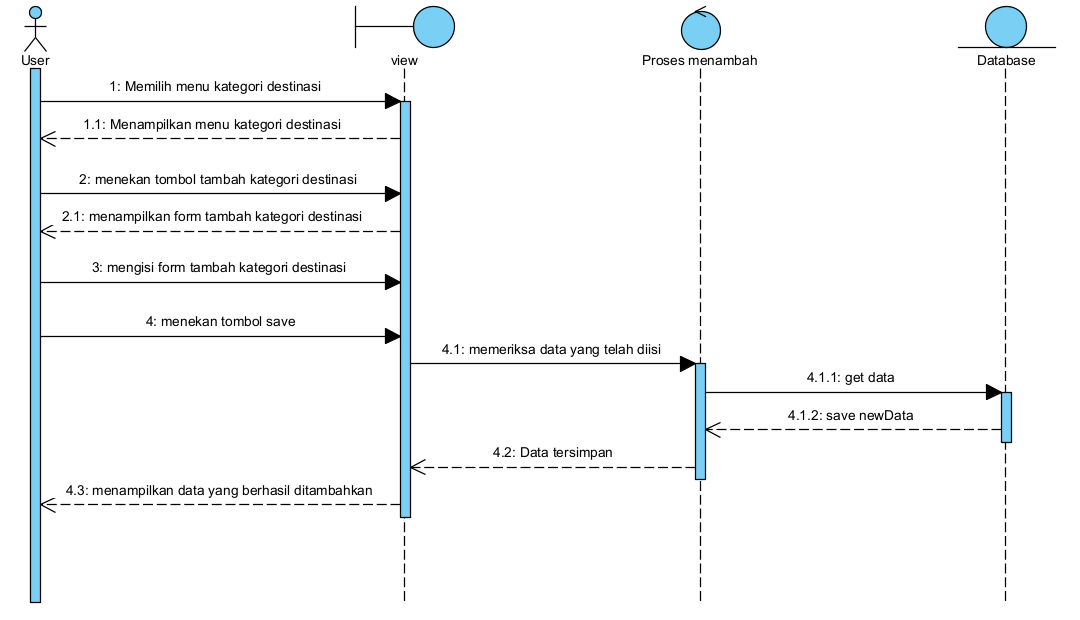 User
view
Proses menambah
Database
1: Memilih menu kategori destinasi
1.1: Menampilkan menu kategori destinasi
2: menekan tombol tambah kategori destinasi
2.1: menampilkan form tambah kategori destinasi
3: mengisi form tambah kategori destinasi
4: menekan tombol save
4.1: memeriksa data yang telah diisi
4.1.1: get data
4.1.2: save newData
4.2: Data tersimpan
4.3: menampilkan data yang berhasil ditambahkan